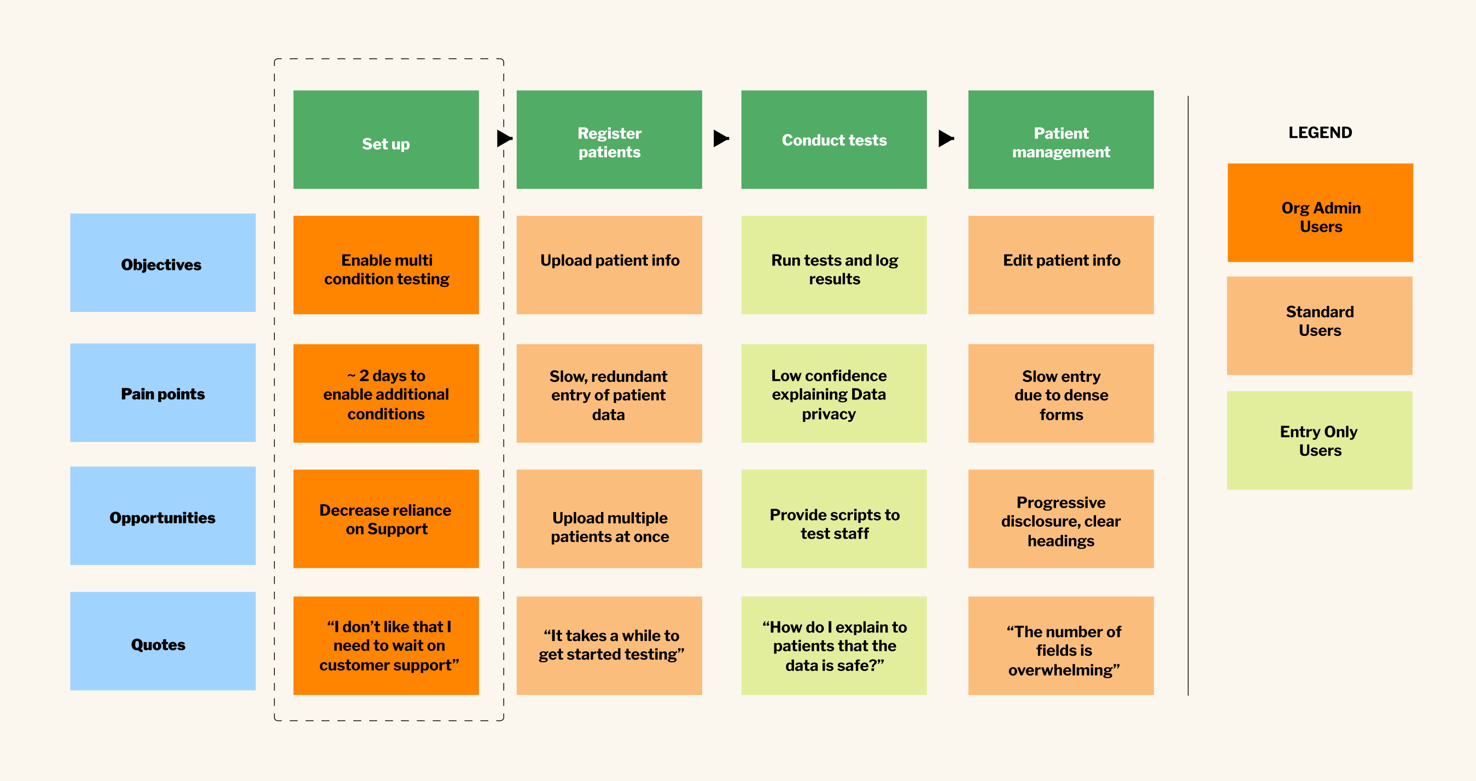 Set up
Register
patients
Conduct tests
Patient
management
LEGEND
Org Admin
Users
Standard
Users
Entry Only
Users
Objectives
Enable multi
condition testing
Upload patient info
Run tests and log
results
Edit patient info
Pain points
~ 2 days to
enable additional
conditions
Slow, redundant
entry of patient
data
Low confidence
explaining Data
privacy
Slow entry
due to dense
forms
Opportunities
Decrease reliance
on Support
Upload multiple
patients at once
Provide scripts to
test staff
Progressive
disclosure, clear
headings
Quotes
“I don’t like that I
need to wait on
customer support”
“It takes a while to
get started testing”
“How do I explain to
patients that the
data is safe?”
“The number of
fields is
overwhelming”